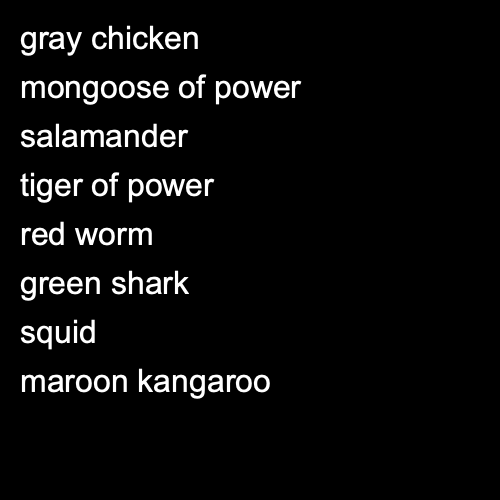 gray chicken
mongoose of power
salamander
tiger of power
red worm
green shark
squid
maroon kangaroo